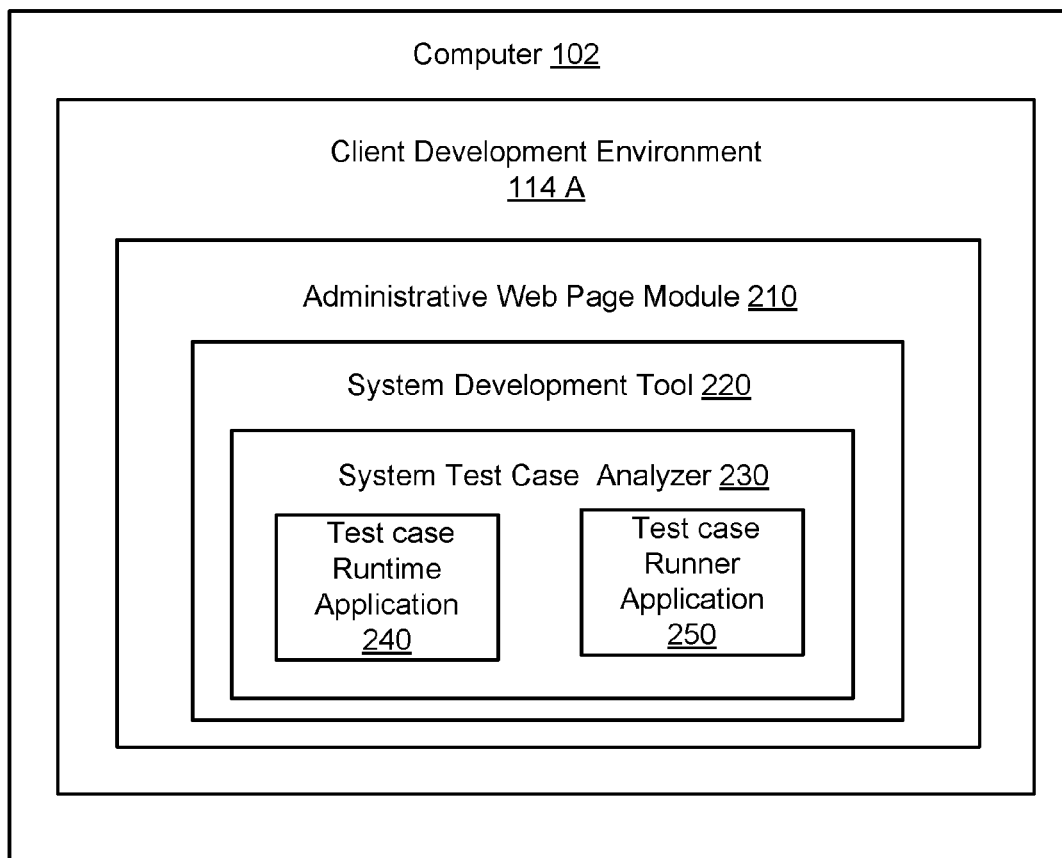 Computer 102
Client Development Environment
114 A
Administrative Web Page Module 210
System Development Tool 220
System Test Case Analyzer 230
Test case
Runtime
Application
240
Test case
Runner
Application
250